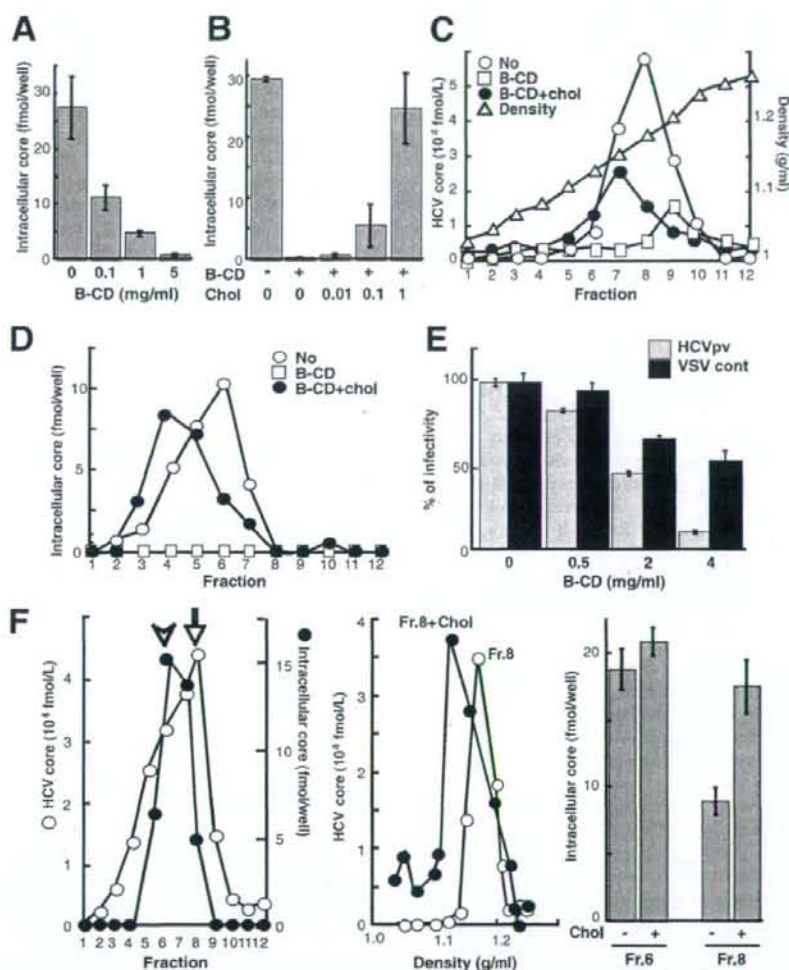 A
Intracellular core (fmol/well)
30
20
10
0
0 0.1 1 5
B-CD (mg/ml)
B
Intracellular core (fmol/well)
30
20
10
0
B-CD - + + + +
Chol 0 0 0.01 0.1 1
C
No
B-CD
B-CD+chol
Density
HCV core (10⁻² fmol/L)
5
4
3
2
1
0
Density (g/ml)
1.2
1.1
1
1 2 3 4 5 6 7 8 9 10 11 12
Fraction
D
No
B-CD
B-CD+chol
Intracellular core (fmol/well)
10
5
0
1 2 3 4 5 6 7 8 9 10 11 12
Fraction
E
HCVpv
VSV cont
% of infectivity
100
50
0
0 0.5 2 4
B-CD (mg/ml)
F
HCV core (10⁴ fmol/L)
4
3
2
1
0
Intracellular core (fmol/well)
15
10
5
0
1 2 3 4 5 6 7 8 9 10 11 12
Fraction
Fr.8+Chol
Fr.8
4
3
2
1
0
1.0 1.1 1.2
Density (g/ml)
Intracellular core (fmol/well)
20
10
0
Chol - + - +
Fr.6 Fr.8